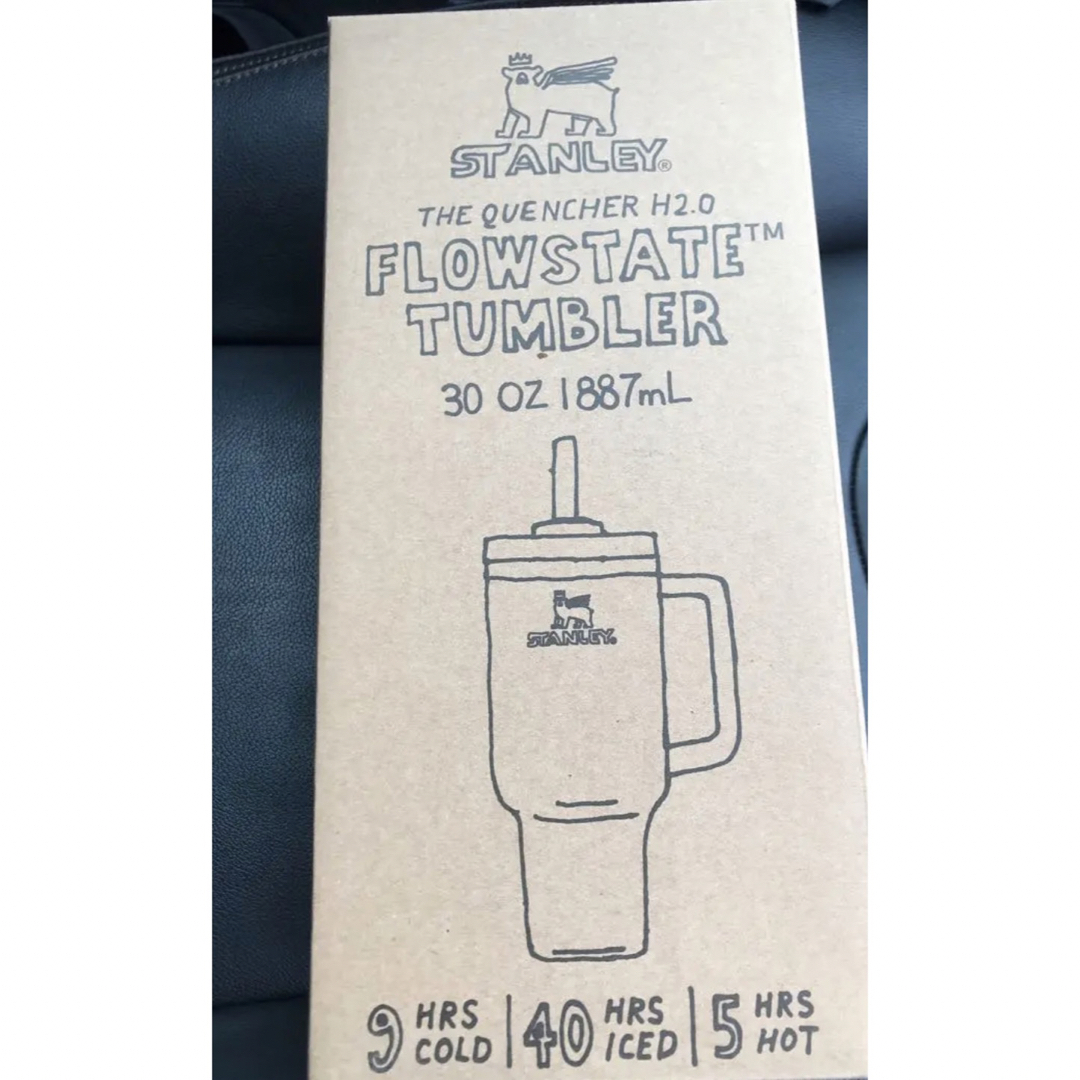 STANLEY®
THE QUENCHER H2.0
FLOWSTATE™
TUMBLER
30 OZ | 887mL
STANLEY®
9 HRS COLD | 40 HRS ICED | 5 HRS HOT